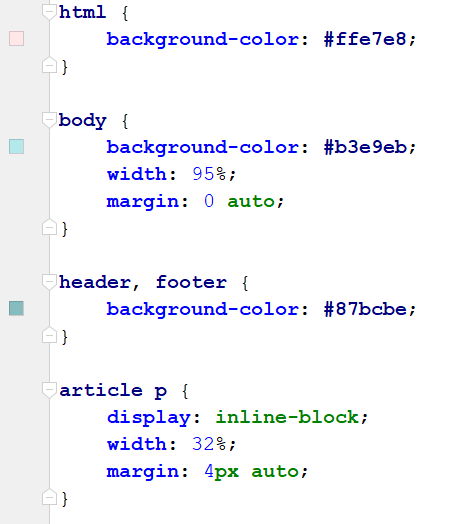 html {
    background-color: #ffe7e8;
}

body {
    background-color: #b3e9eb;
    width: 95%;
    margin: 0 auto;
}

header, footer {
    background-color: #87bcbe;
}

article p {
    display: inline-block;
    width: 32%;
    margin: 4px auto;
}